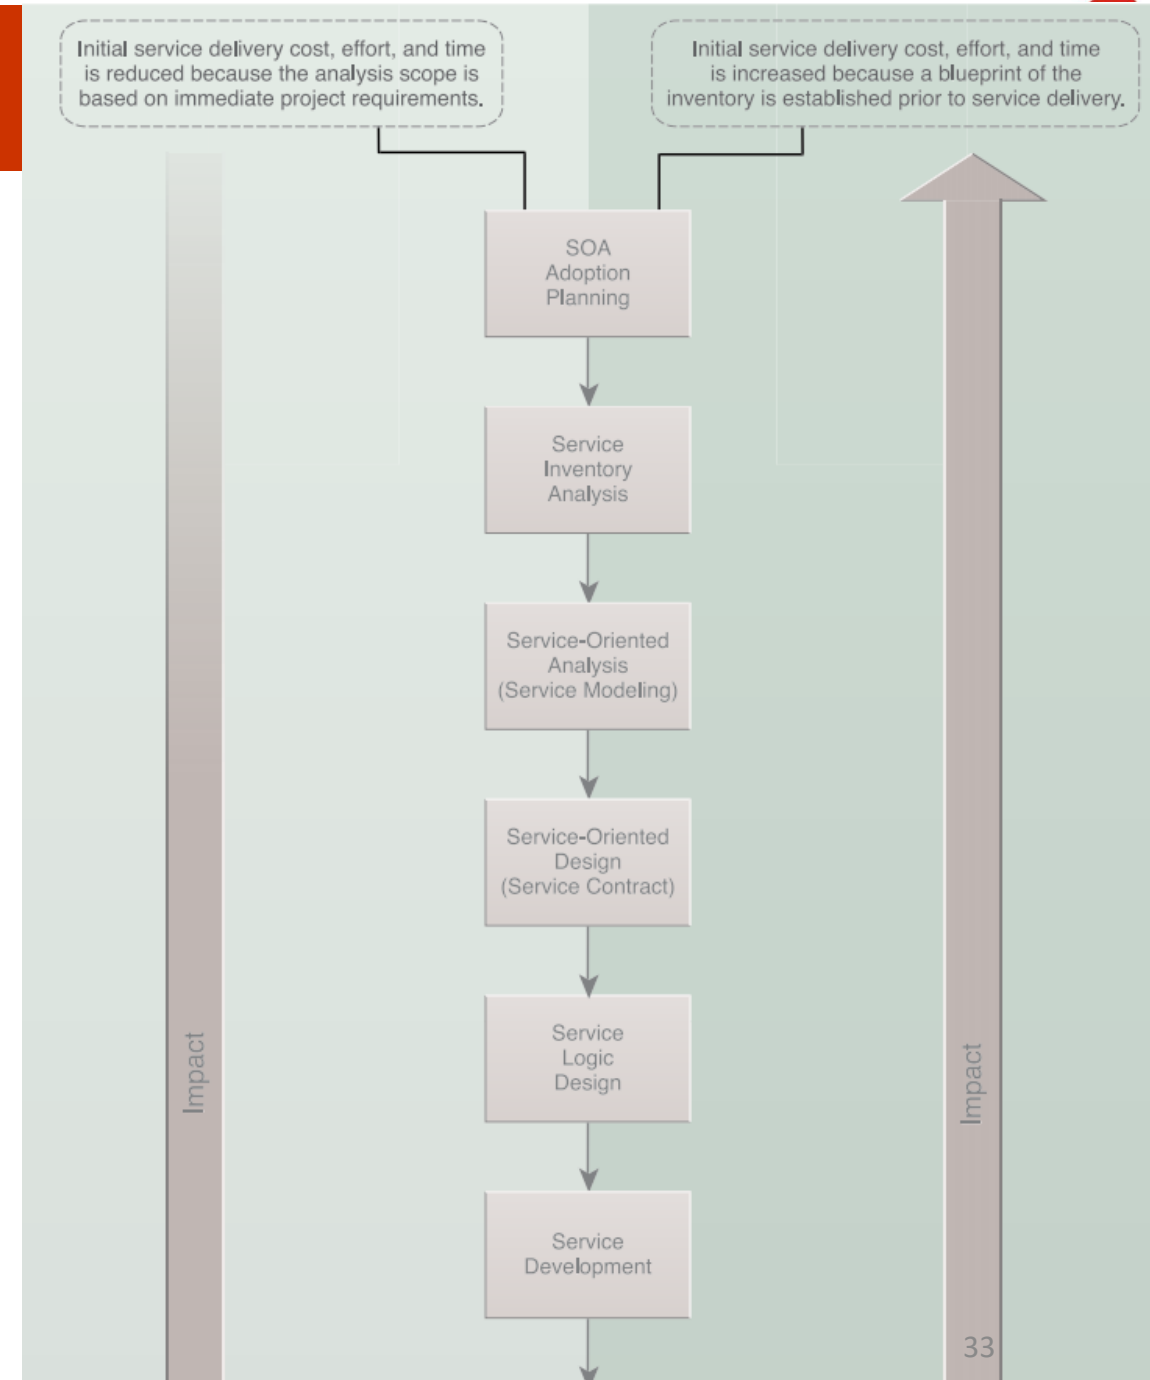 Initial service delivery cost, effort, and time
is reduced because the analysis scope is
based on immediate project requirements.
Initial service delivery cost, effort, and time
is increased because a blueprint of the
inventory is established prior to service delivery.
SOA
Adoption
Planning
Service
Inventory
Analysis
Service-Oriented
Analysis
(Service Modeling)
Service-Oriented
Design
(Service Contract)
Service
Logic
Design
Service
Development
Impact
Impact
33